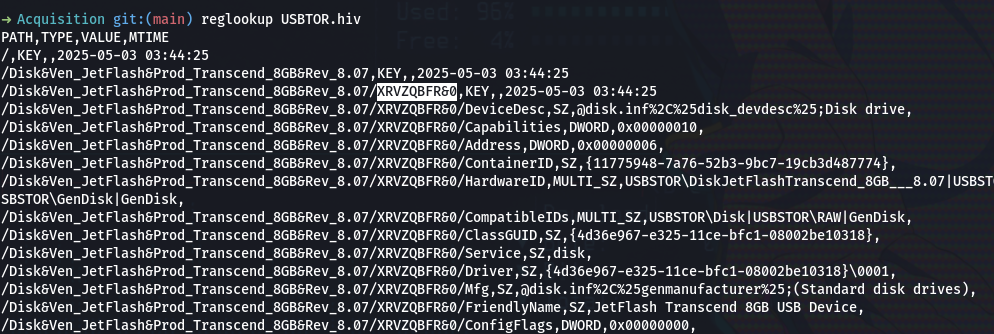 → Acquisition git:(main) reglookup USBTOR.hiv
PATH,TYPE,VALUE,MTIME
/,KEY,,2025-05-03 03:44:25
/Disk&Ven_JetFlash&Prod_Transcend_8GB&Rev_8.07,KEY,,2025-05-03 03:44:25
/Disk&Ven_JetFlash&Prod_Transcend_8GB&Rev_8.07/XRVZQBFR&0,KEY,,2025-05-03 03:44:25
/Disk&Ven_JetFlash&Prod_Transcend_8GB&Rev_8.07/XRVZQBFR&0/DeviceDesc,SZ,@disk.inf%2C%25disk_devdesc%25;Disk drive,
/Disk&Ven_JetFlash&Prod_Transcend_8GB&Rev_8.07/XRVZQBFR&0/Capabilities,DWORD,0x00000010,
/Disk&Ven_JetFlash&Prod_Transcend_8GB&Rev_8.07/XRVZQBFR&0/Address,DWORD,0x00000006,
/Disk&Ven_JetFlash&Prod_Transcend_8GB&Rev_8.07/XRVZQBFR&0/ContainerID,SZ,{11775948-7a76-52b3-9bc7-19cb3d487774},
/Disk&Ven_JetFlash&Prod_Transcend_8GB&Rev_8.07/XRVZQBFR&0/HardwareID,MULTI_SZ,USBSTOR\DiskJetFlashTranscend_8GB___8.07|USBST
SBSTOR\GenDisk|GenDisk,
/Disk&Ven_JetFlash&Prod_Transcend_8GB&Rev_8.07/XRVZQBFR&0/CompatibleIDs,MULTI_SZ,USBSTOR\Disk|USBSTOR\RAW|GenDisk,
/Disk&Ven_JetFlash&Prod_Transcend_8GB&Rev_8.07/XRVZQBFR&0/ClassGUID,SZ,{4d36e967-e325-11ce-bfc1-08002be10318},
/Disk&Ven_JetFlash&Prod_Transcend_8GB&Rev_8.07/XRVZQBFR&0/Service,SZ,disk,
/Disk&Ven_JetFlash&Prod_Transcend_8GB&Rev_8.07/XRVZQBFR&0/Driver,SZ,{4d36e967-e325-11ce-bfc1-08002be10318}\0001,
/Disk&Ven_JetFlash&Prod_Transcend_8GB&Rev_8.07/XRVZQBFR&0/Mfg,SZ,@disk.inf%2C%25genmanufacturer%25;(Standard disk drives),
/Disk&Ven_JetFlash&Prod_Transcend_8GB&Rev_8.07/XRVZQBFR&0/FriendlyName,SZ,JetFlash Transcend 8GB USB Device,
/Disk&Ven_JetFlash&Prod_Transcend_8GB&Rev_8.07/XRVZQBFR&0/ConfigFlags,DWORD,0x00000000,